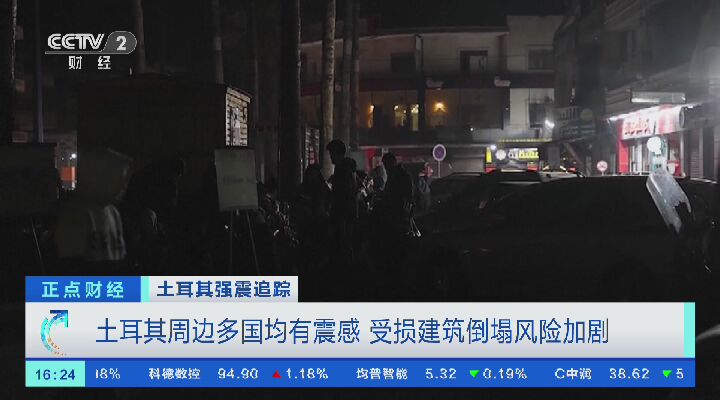 CCTV 2
财经
正点财经
土耳其强震追踪
土耳其周边多国均有震感 受损建筑倒塌风险加剧
16:24 18% 科德数控 94.90 ▲1.18% 均普智能 5.32 ▼0.19% C中润 38.62 ▼5